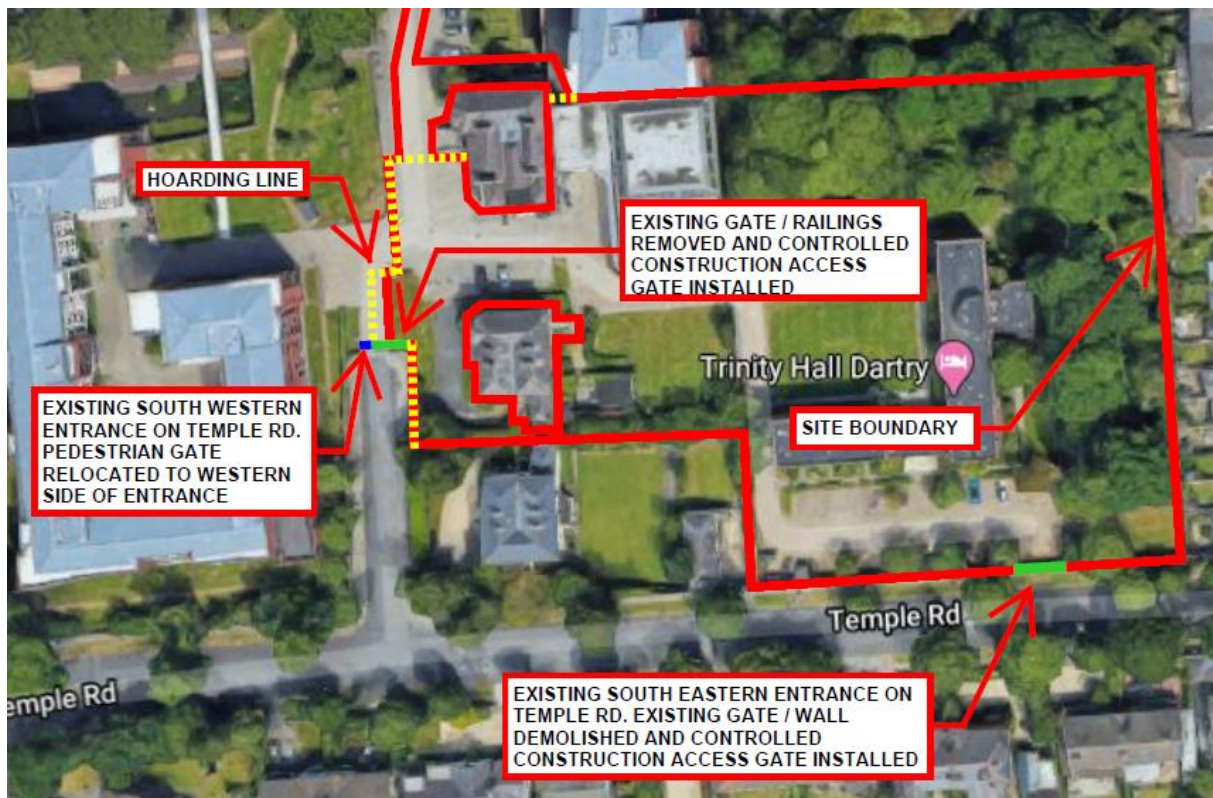 HOARDING LINE
EXISTING GATE / RAILINGS
REMOVED AND CONTROLLED
CONSTRUCTION ACCESS
GATE INSTALLED
Trinity Hall Dartry
EXISTING SOUTH WESTERN
ENTRANCE ON TEMPLE RD.
PEDESTRIAN GATE
RELOCATED TO WESTERN
SIDE OF ENTRANCE
SITE BOUNDARY
Temple Rd
emple Rd
EXISTING SOUTH EASTERN ENTRANCE ON
TEMPLE RD. EXISTING GATE / WALL
DEMOLISHED AND CONTROLLED
CONSTRUCTION ACCESS GATE INSTALLED